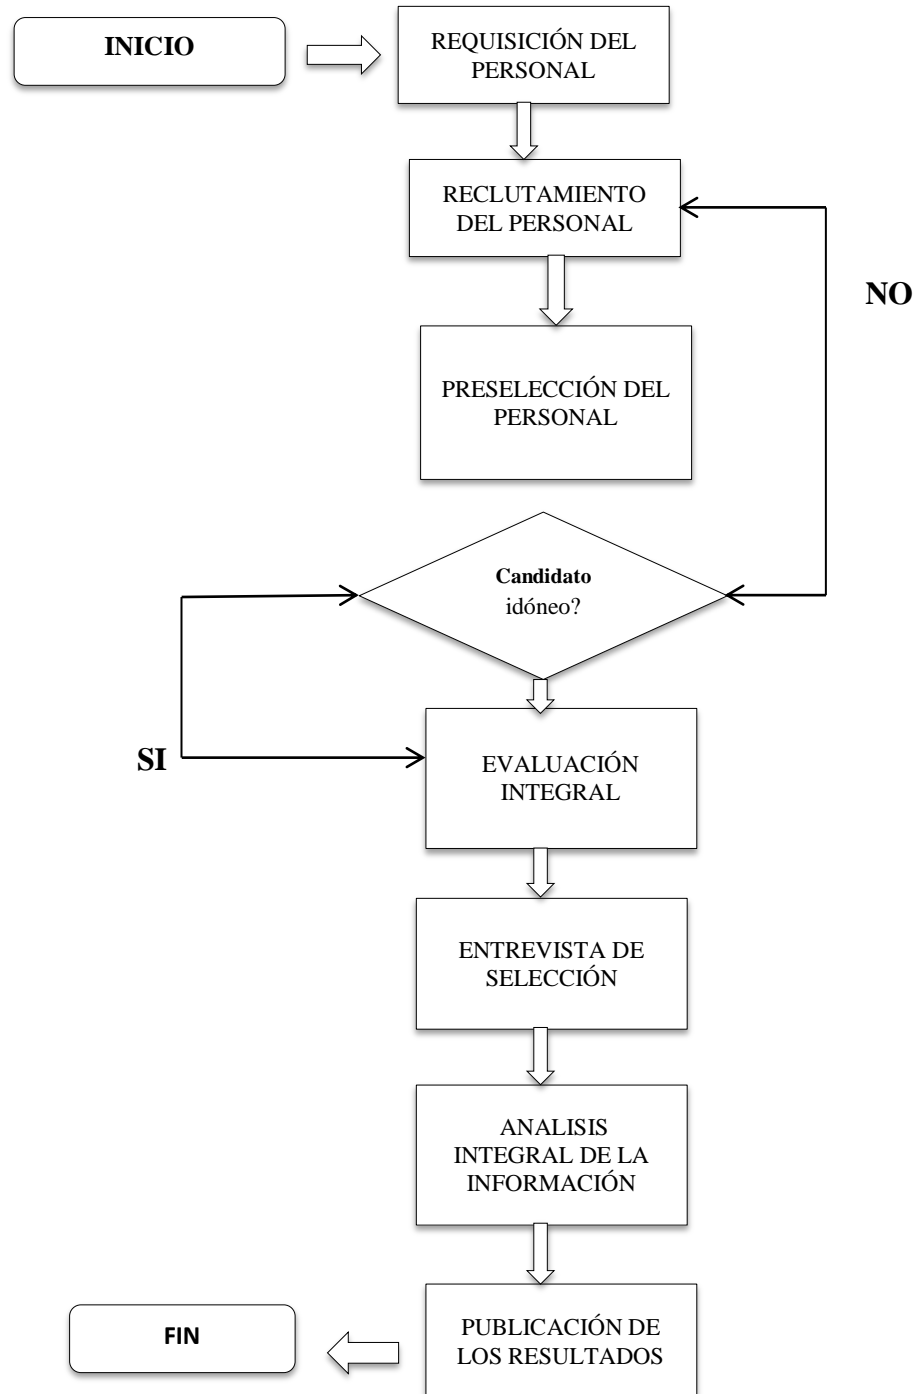 INICIO
REQUISICIÓN DEL
PERSONAL
RECLUTAMIENTO
DEL PERSONAL
NO
PRESELECCIÓN DEL
PERSONAL
Candidato
idóneo?
SI
EVALUACIÓN
INTEGRAL
ENTREVISTA DE
SELECCIÓN
ANALISIS
INTEGRAL DE LA
INFORMACIÓN
PUBLICACIÓN DE
LOS RESULTADOS
FIN